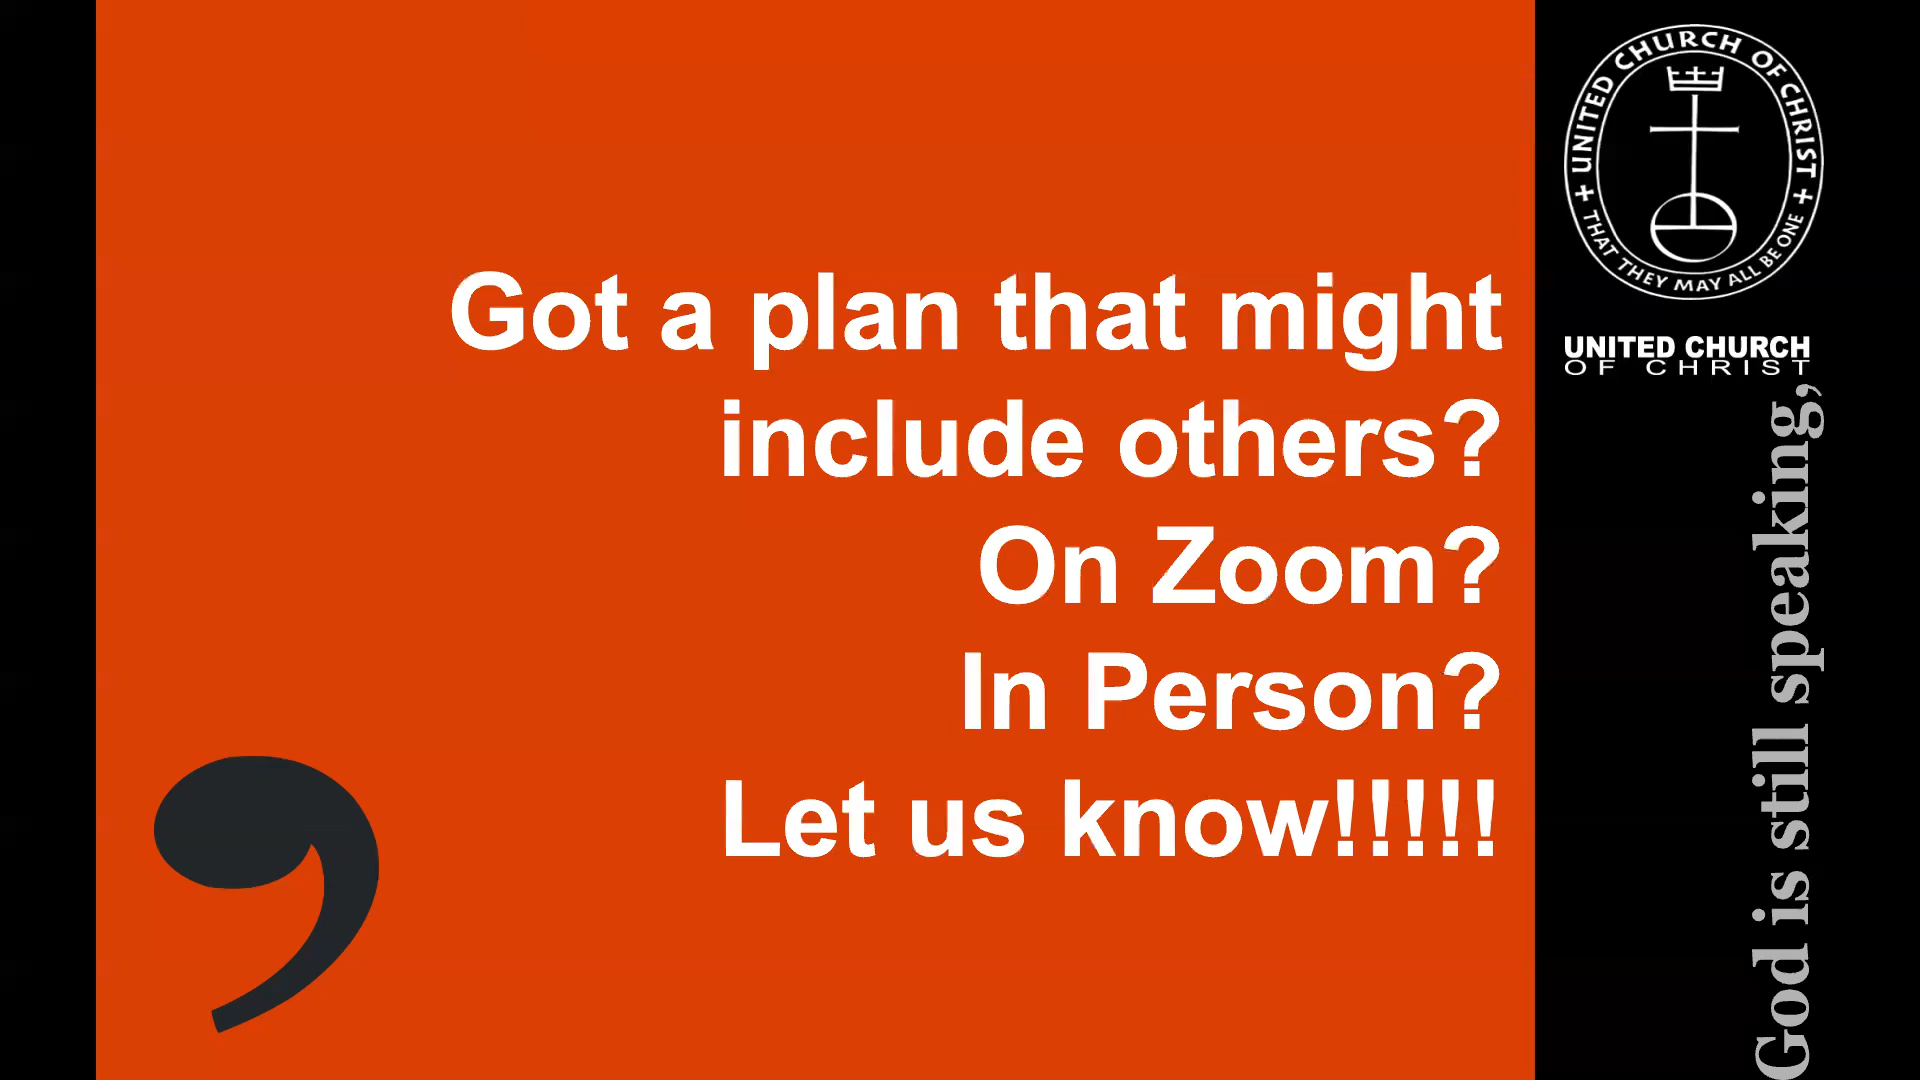 Got a plan that might
include others?
On Zoom?
In Person?
Let us know!!!!!
,
UNITED CHURCH OF CHRIST
THAT THEY MAY ALL BE ONE
UNITED CHURCH
OF CHRIST
God is still speaking,